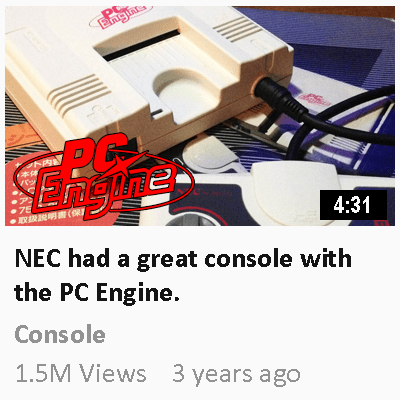 PC Engine
PC
Engine
4:31
NEC had a great console with
the PC Engine.
Console
1.5M Views 3 years ago